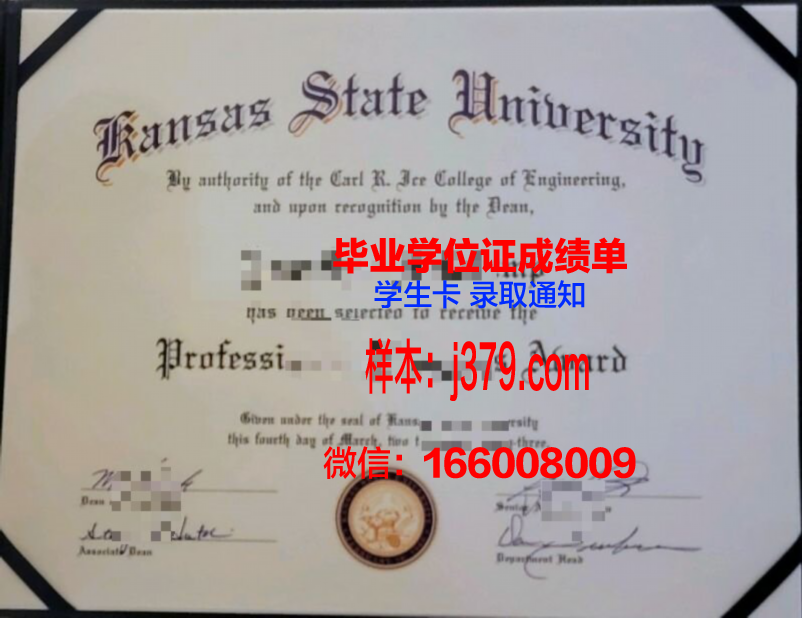 Kansas State University
By authority of the Carl R. Ice College of Engineering,
and upon recognition by the Dean,
毕业学位证成绩单
学生卡 录取通知
has been selected to receive the
Award
样本：j379.com
Given under the seal of
this fourth day of March, two
微信：166008009
Dean
Associate Dean
Department Head